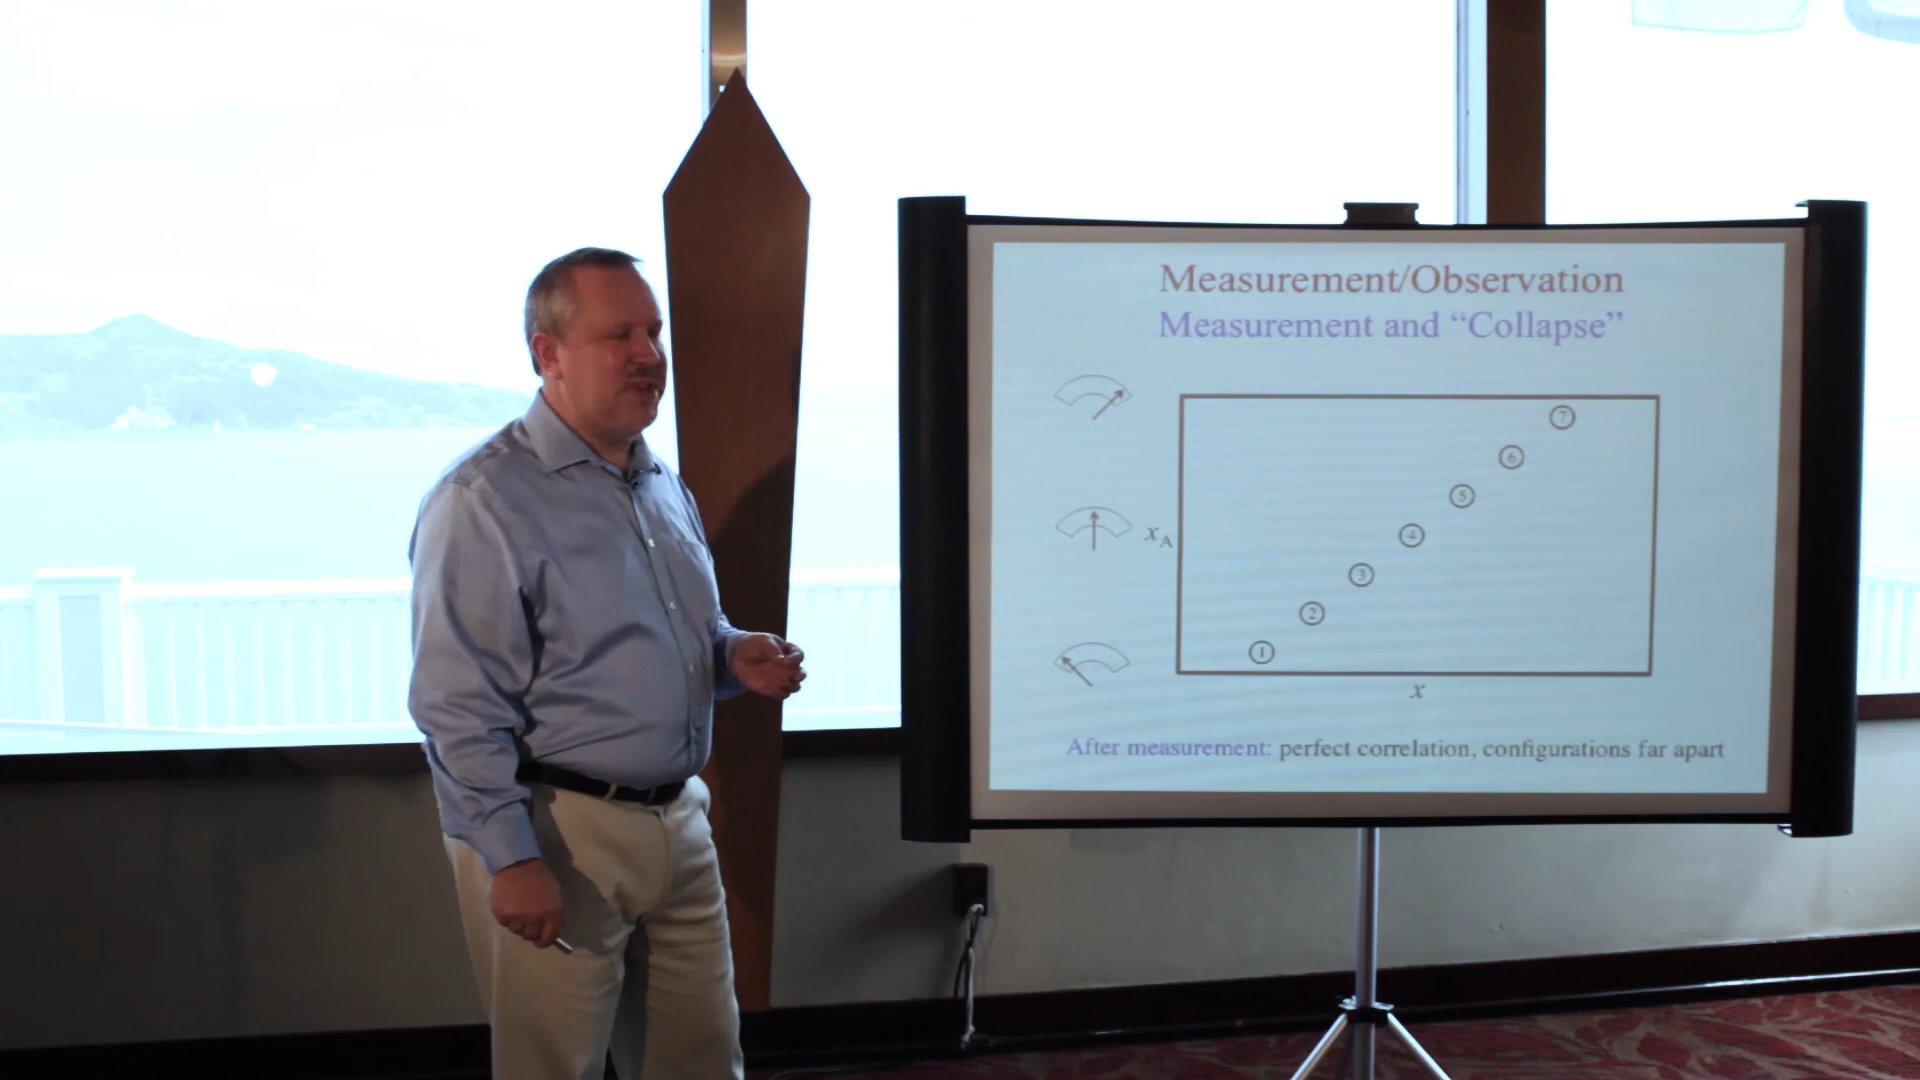 Measurement/Observation
Measurement and “Collapse”
7
6
5
x_A
4
3
2
1
x
After measurement: perfect correlation, configurations far apart